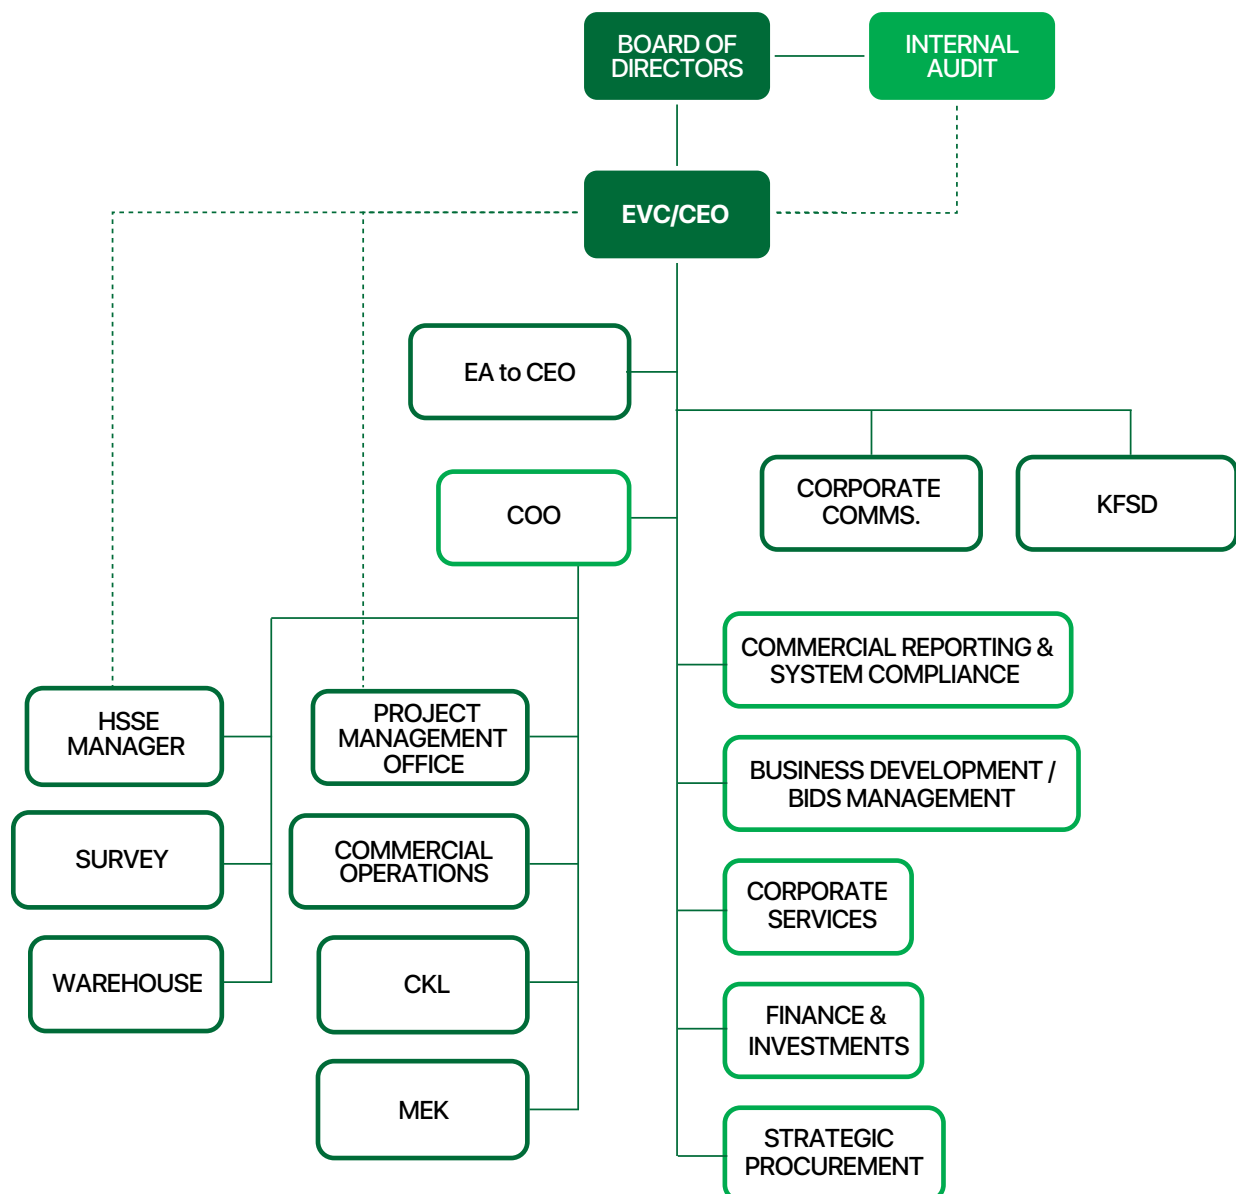 BOARD OF
DIRECTORS
INTERNAL
AUDIT
EVC/CEO
EA to CEO
COO
CORPORATE
COMMS.
KFSD
HSSE
MANAGER
SURVEY
WAREHOUSE
PROJECT
MANAGEMENT
OFFICE
COMMERCIAL
OPERATIONS
CKL
MEK
COMMERCIAL REPORTING &
SYSTEM COMPLIANCE
BUSINESS DEVELOPMENT /
BIDS MANAGEMENT
CORPORATE
SERVICES
FINANCE &
INVESTMENTS
STRATEGIC
PROCUREMENT